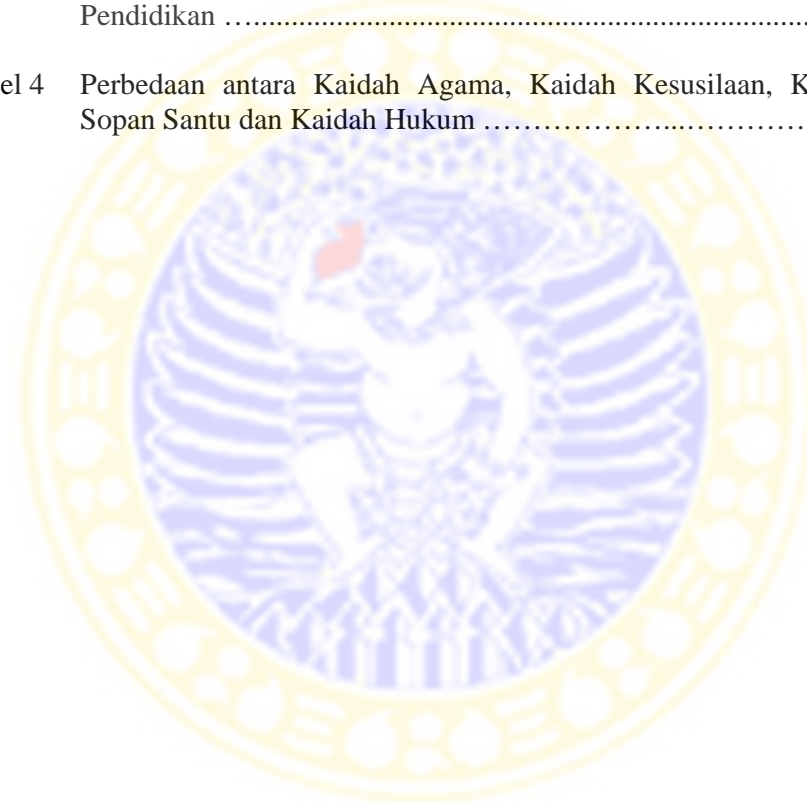 Pendidikan …...........................................................................
el 4 Perbedaan antara Kaidah Agama, Kaidah Kesusilaan, K
Sopan Santu dan Kaidah Hukum ………………..…………